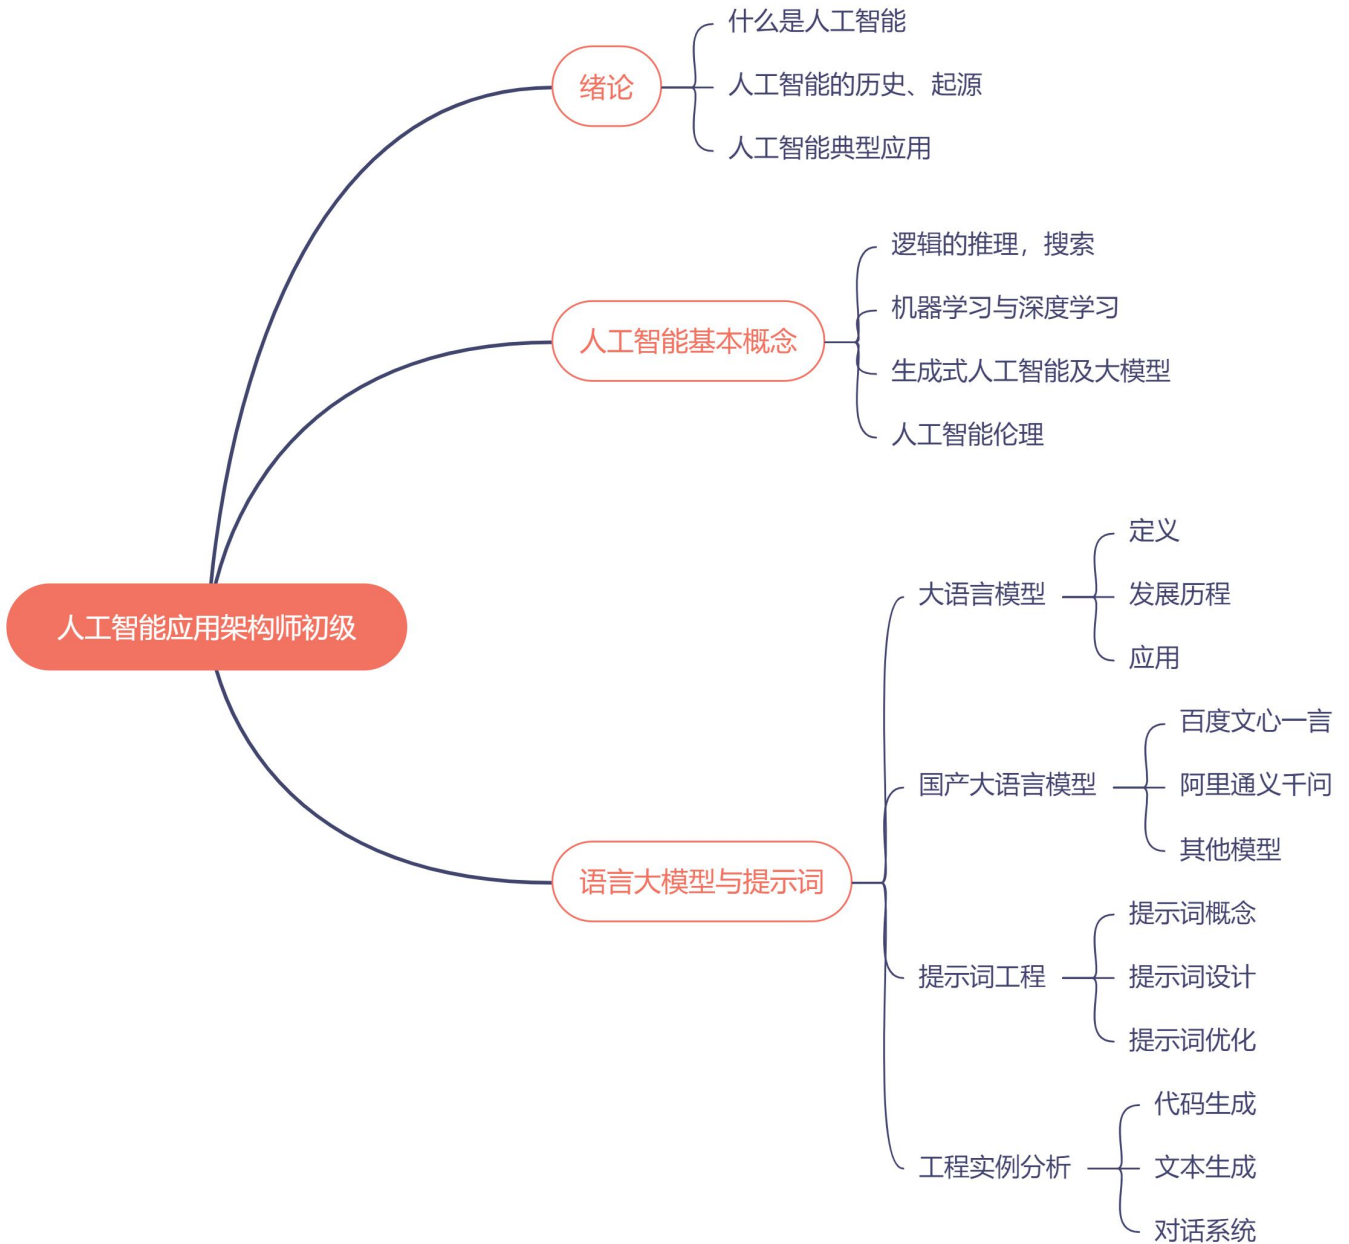 人工智能应用架构师初级
绪论
什么是人工智能
人工智能的历史、起源
人工智能典型应用
人工智能基本概念
逻辑的推理，搜索
机器学习与深度学习
生成式人工智能及大模型
人工智能伦理
语言大模型与提示词
大语言模型
定义
发展历程
应用
国产大语言模型
百度文心一言
阿里通义千问
其他模型
提示词工程
提示词概念
提示词设计
提示词优化
工程实例分析
代码生成
文本生成
对话系统